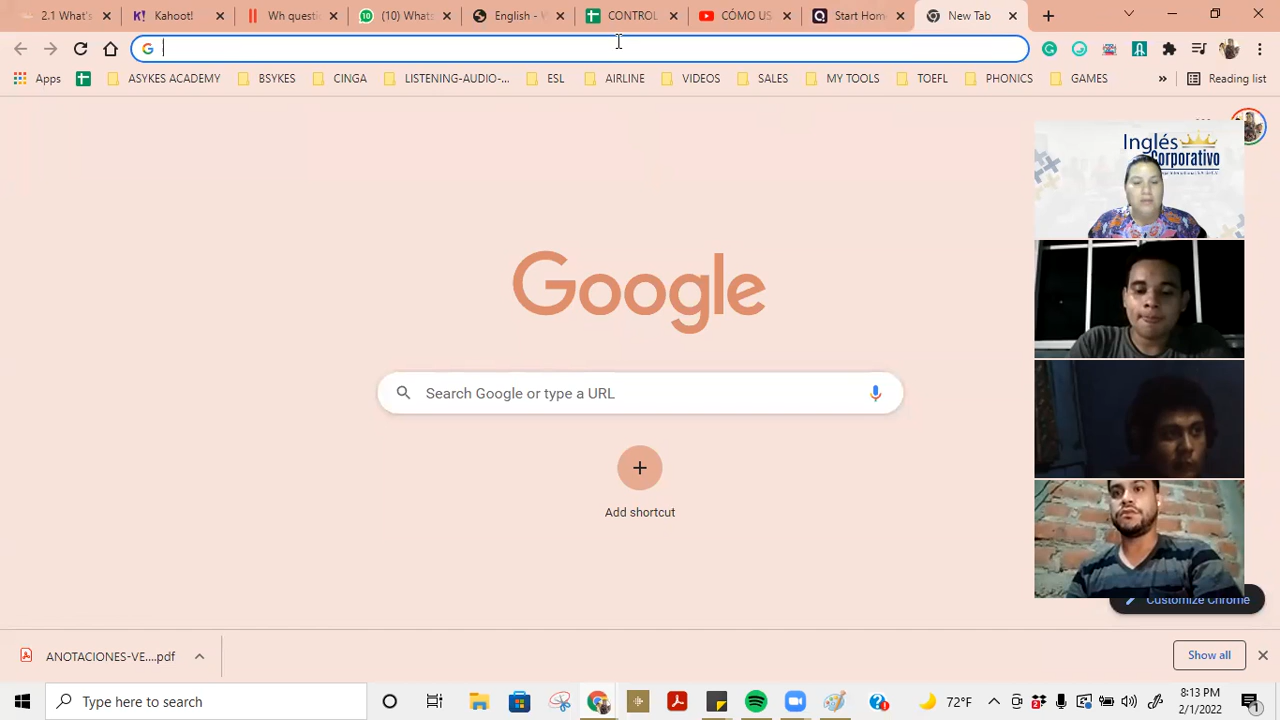 2.1 What's
Kahoot!
Wh questi
(10) Whats
English - W
CONTROL
CÓMO US
Start Hom
New Tab
Apps
ASYKES ACADEMY
BSYKES
CINGA
LISTENING-AUDIO-...
ESL
AIRLINE
VIDEOS
SALES
MY TOOLS
TOEFL
PHONICS
GAMES
»
Reading list
Inglés
Corporativo
Google
Search Google or type a URL
Add shortcut
Customize Chrome
ANOTACIONES-VE....pdf
Show all
Type here to search
72°F
8:13 PM
2/1/2022